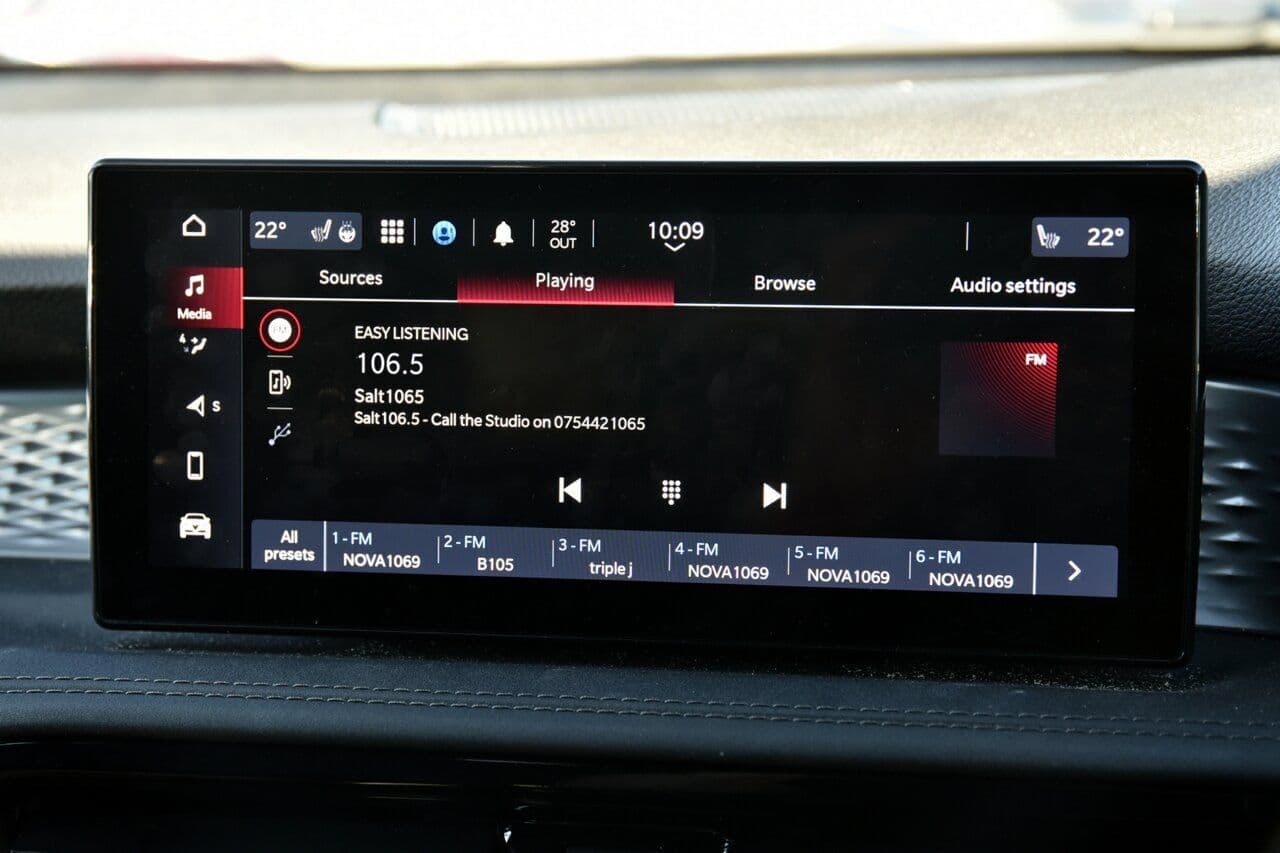 22°
28°
OUT
10:09
22°
Sources
Playing
Browse
Audio settings
Media
S
FM
EASY LISTENING
106.5
Salt1065
Salt106.5 - Call the Studio on 0754421065
FM
All
presets
1 - FM
NOVA1069
2 - FM
B105
3 - FM
triple j
4 - FM
NOVA1069
5 - FM
NOVA1069
6 - FM
NOVA1069